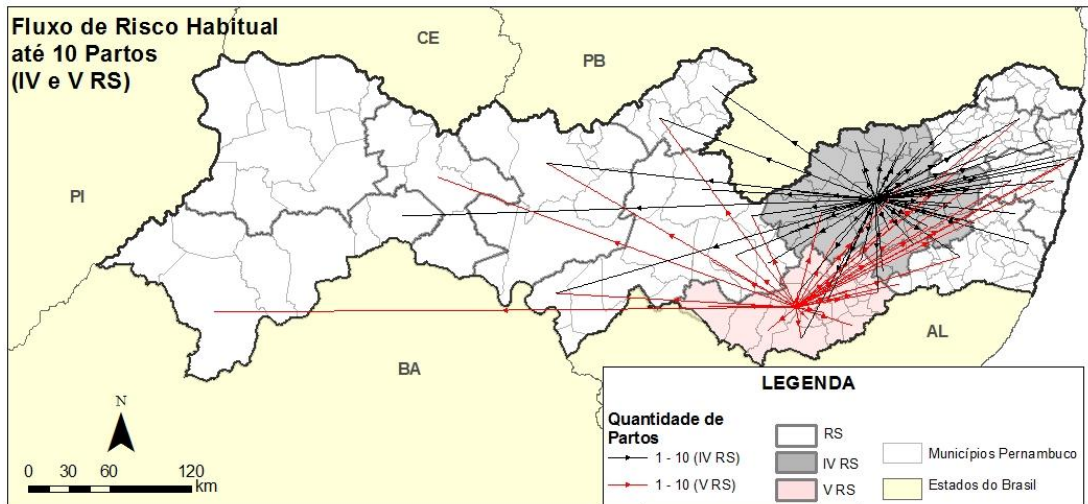 Fluxo de Risco Habitual
até 10 Partos
(IV e V RS)
CE
PB
PI
BA
AL
N
0 30 60 120
km
LEGENDA
Quantidade de
Partos
1 - 10 (IV RS)
1 - 10 (V RS)
RS
IV RS
V RS
Municípios Pernambuco
Estados do Brasil